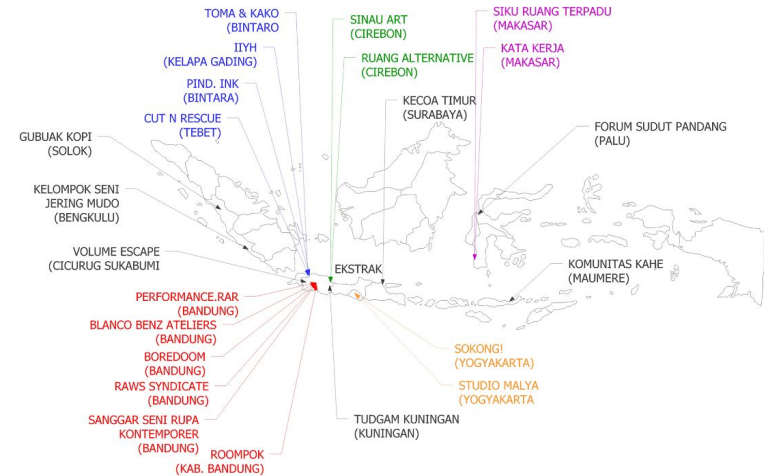 TOMA & KAKO
(BINTARO
IIYH
(KELAPA GADING)
PIND. INK
(BINTARA)
CUT N RESCUE
(TEBET)
GUBUAK KOPI
(SOLOK)
KELOMPOK SENI
JERING MUDO
(BENGKULU)
VOLUME ESCAPE
(CICURUG SUKABUMI
PERFORMANCE.RAR
(BANDUNG)
BLANCO BENZ ATELIERS
(BANDUNG)
BOREDOOM
(BANDUNG)
RAWS SYNDICATE
(BANDUNG)
SANGGAR SENI RUPA
KONTEMPORER
(BANDUNG)
ROOMPOK
(KAB. BANDUNG)
SINAU ART
(CIREBON)
RUANG ALTERNATIVE
(CIREBON)
KECOA TIMUR
(SURABAYA)
EKSTRAK
TUDGAM KUNINGAN
(KUNINGAN)
SIKU RUANG TERPADU
(MAKASAR)
KATA KERJA
(MAKASAR)
FORUM SUDUT PANDANG
(PALU)
KOMUNITAS KAHE
(MAUMERE)
SOKONG!
(YOGYAKARTA)
STUDIO MALYA
(YOGYAKARTA